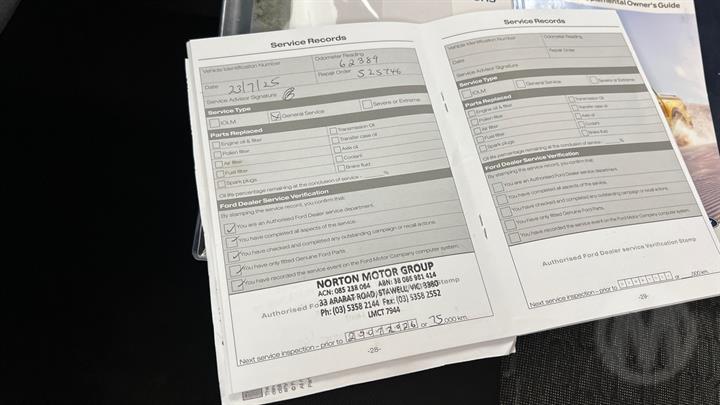 Service Records
Vehicle Identification Number
Odometer Reading
62389
Date 23/7/25
Repair Order 525746
Service Advisor Signature
Service Type
IOLM
General Service
Severe or Extreme
Parts Replaced
Engine oil & filter
Transmission Oil
Pollen filter
Transfer case oil
Air filter
Axle oil
Fuel filter
Coolant
Spark plugs
Brake fluid
Oil life percentage remaining at the conclusion of service - %
Ford Dealer Service Verification
By stamping the service record, you confirm that:
You are an Authorised Ford Dealer service department.
You have completed all aspects of the service.
You have checked and completed any outstanding campaign or recall actions.
You have only fitted Genuine Ford Parts.
You have recorded the service event on the Ford Motor Company computer system.
NORTON MOTOR GROUP
ACN: 085 238 064 ABN: 38 086 981 414
33 ARARAT ROAD, STAWELL, VIC, 3380
Ph: (03) 5358 2144 Fax: (03) 5358 2552
LMCT 7944
Next service inspection – prior to or 75,000 km
-28-
Service Records
Vehicle Identification Number
Odometer Reading
Date
Repair Order
Service Advisor Signature
Service Type
IOLM
General Service
Severe or Extreme
Parts Replaced
Engine oil & filter
Transmission Oil
Pollen filter
Transfer case oil
Air filter
Axle oil
Fuel filter
Coolant
Spark plugs
Brake fluid
Oil life percentage remaining at the conclusion of service - %
Ford Dealer Service Verification
By stamping the service record, you confirm that:
You are an Authorised Ford Dealer service department.
You have completed all aspects of the service.
You have checked and completed any outstanding campaign or recall actions.
You have only fitted Genuine Ford Parts.
You have recorded the service event on the Ford Motor Company computer system.
Authorised Ford Dealer service Verification Stamp
Next service inspection – prior to or ,000 km
-29-
Owner's Guide